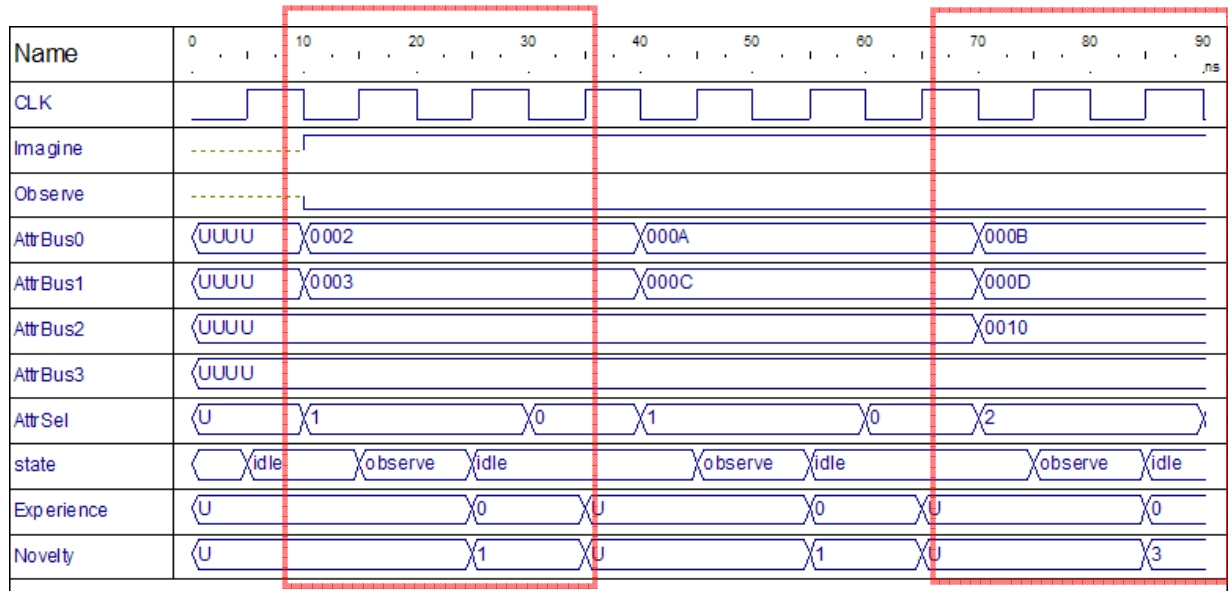 Name 0 10 20 30 40 50 60 70 80 90
ns
CLK
Imagine
Observe
AttrBus0 UUUU 0002 000A 000B
AttrBus1 UUUU 0003 000C 000D
AttrBus2 UUUU 0010
AttrBus3 UUUU
AttrSel U 1 0 1 0 2
state idle observe idle observe idle observe idle
Experience U 0 U 0 U 0
Novelty U 1 U 1 U 3